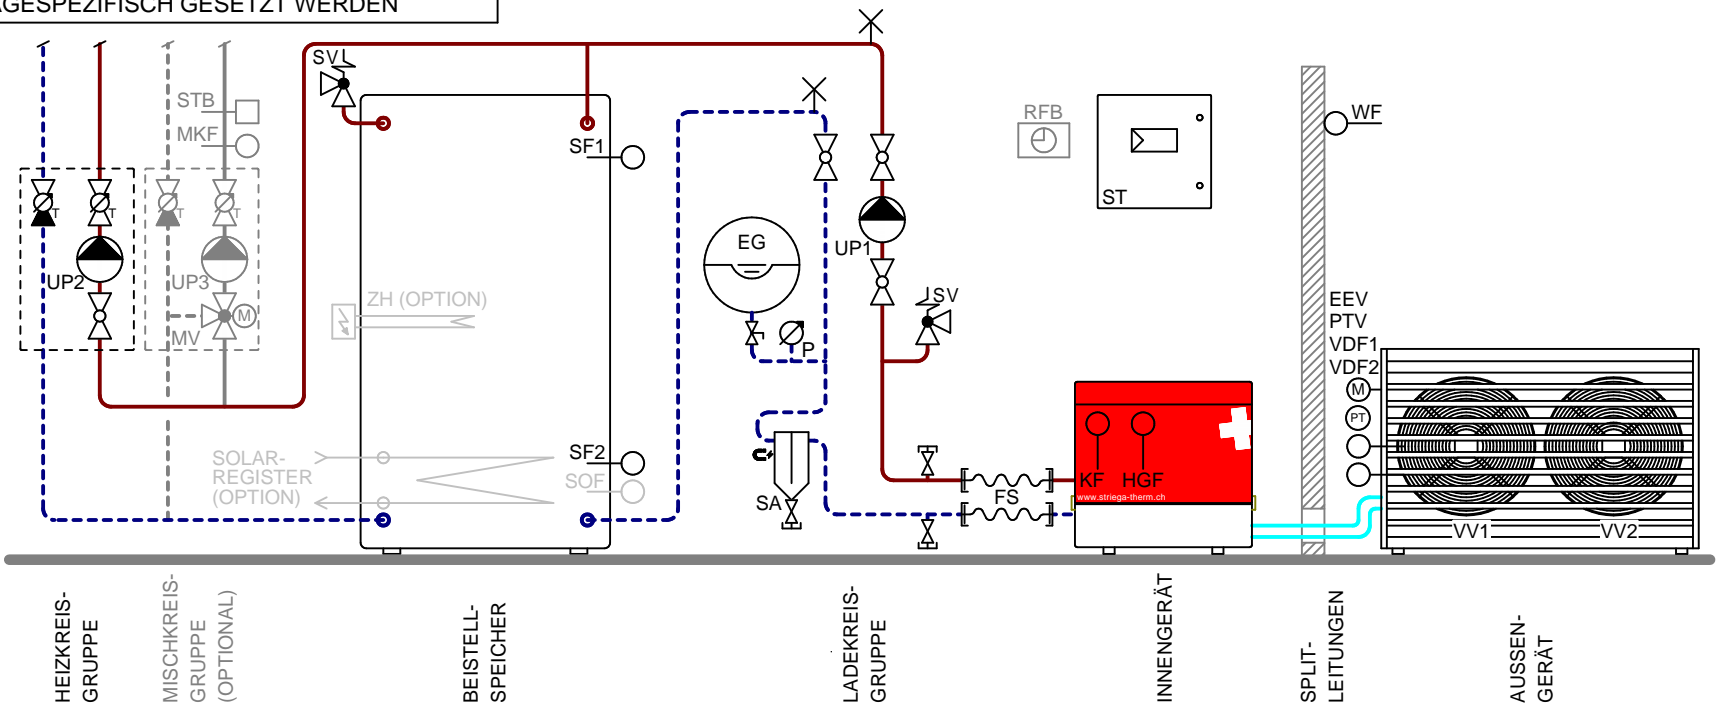 AGESPEZIFISCH GESETZT WERDEN
SV
STB
MKF
SF1
RFB
WF
ST
T
T
T
T
UP2
UP3
EG
UP1
M
MV
ZH (OPTION)
P
SV
EEV
PTV
VDF1
VDF2
M
PT
SOLAR-
REGISTER
(OPTION)
SF2
SOF
SA
FS
KF
HGF
www.striega-therm.ch
VV1
VV2
HEIZKREIS-
GRUPPE
MISCHKREIS-
GRUPPE
(OPTIONAL)
BEISTELL-
SPEICHER
LADEKREIS-
GRUPPE
INNENGERÄT
SPLIT-
LEITUNGEN
AUSSEN-
GERÄT